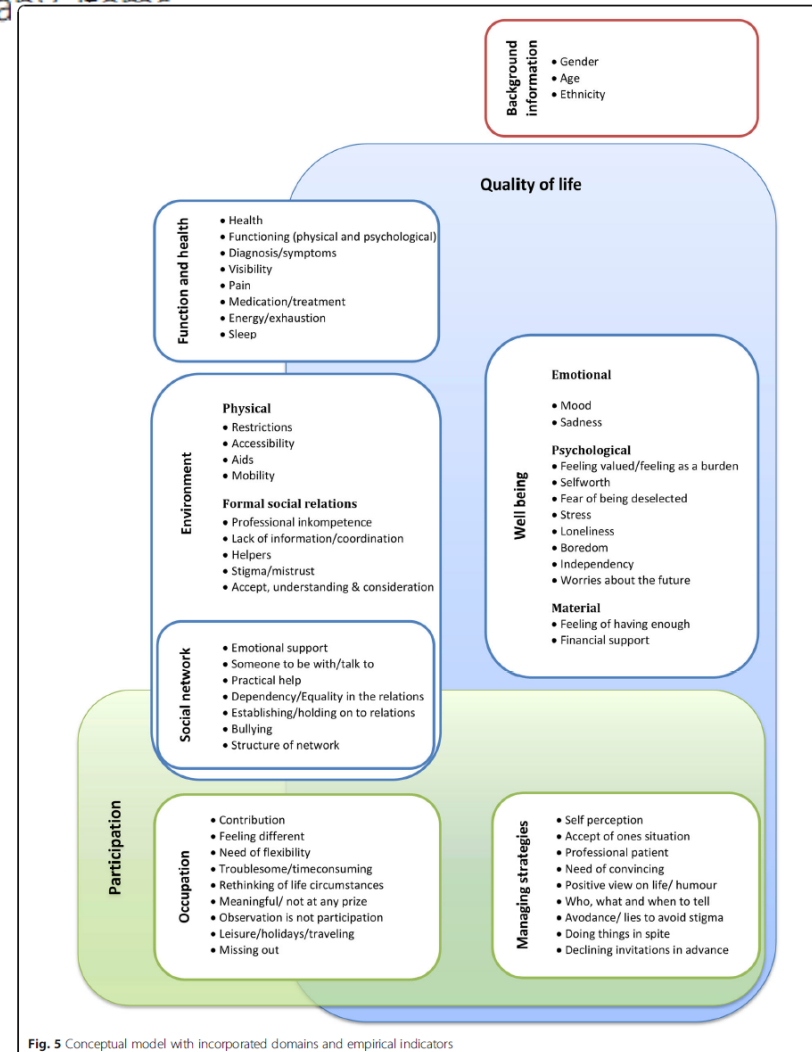 Background
information
• Gender
• Age
• Ethnicity
Quality of life
Function and health
• Health
• Functioning (physical and psychological)
• Diagnosis/symptoms
• Visibility
• Pain
• Medication/treatment
• Energy/exhaustion
• Sleep
Environment
Physical
• Restrictions
• Accessibility
• Aids
• Mobility
Formal social relations
• Professional inkompetence
• Lack of information/coordination
• Helpers
• Stigma/mistrust
• Accept, understanding & consideration
Social network
• Emotional support
• Someone to be with/talk to
• Practical help
• Dependency/Equality in the relations
• Establishing/holding on to relations
• Bullying
• Structure of network
Well being
Emotional
• Mood
• Sadness
Psychological
• Feeling valued/feeling as a burden
• Selfworth
• Fear of being deselected
• Stress
• Loneliness
• Boredom
• Independency
• Worries about the future
Material
• Feeling of having enough
• Financial support
Participation
Occupation
• Contribution
• Feeling different
• Need of flexibility
• Troublesome/timeconsuming
• Rethinking of life circumstances
• Meaningful/ not at any prize
• Observation is not participation
• Leisure/holidays/traveling
• Missing out
Managing strategies
• Self perception
• Accept of ones situation
• Professional patient
• Need of convincing
• Positive view on life/ humour
• Who, what and when to tell
• Avodance/ lies to avoid stigma
• Doing things in spite
• Declining invitations in advance
Fig. 5 Conceptual model with incorporated domains and empirical indicators